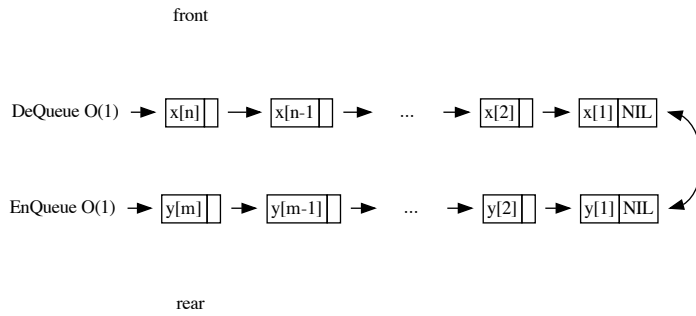 front
DeQueue O(1) x[n] x[n-1 ... x[2] x[1] NIL
EnQueue O(1) y[m] y[m-1] ... y[2] y[1] NIL
rear